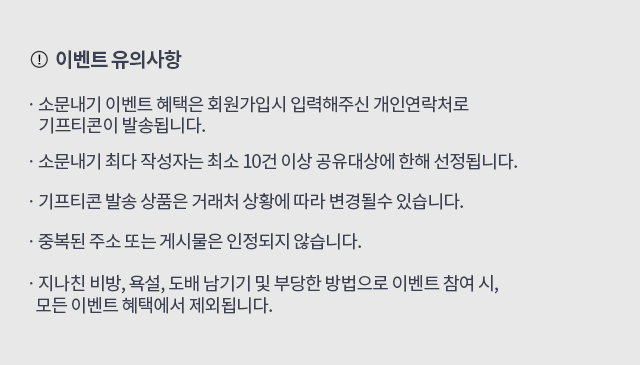 이벤트 유의사항
· 소문내기 이벤트 혜택은 회원가입시 입력해주신 개인연락처로
기프티콘이 발송됩니다.
· 소문내기 최다 작성자는 최소 10건 이상 공유대상에 한해 선정됩니다.
· 기프티콘 발송 상품은 거래처 상황에 따라 변경될수 있습니다.
· 중복된 주소 또는 게시물은 인정되지 않습니다.
· 지나친 비방, 욕설, 도배 남기기 및 부당한 방법으로 이벤트 참여 시,
모든 이벤트 혜택에서 제외됩니다.